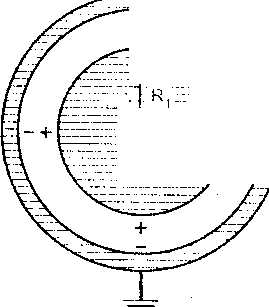 R₁
- +
+
-